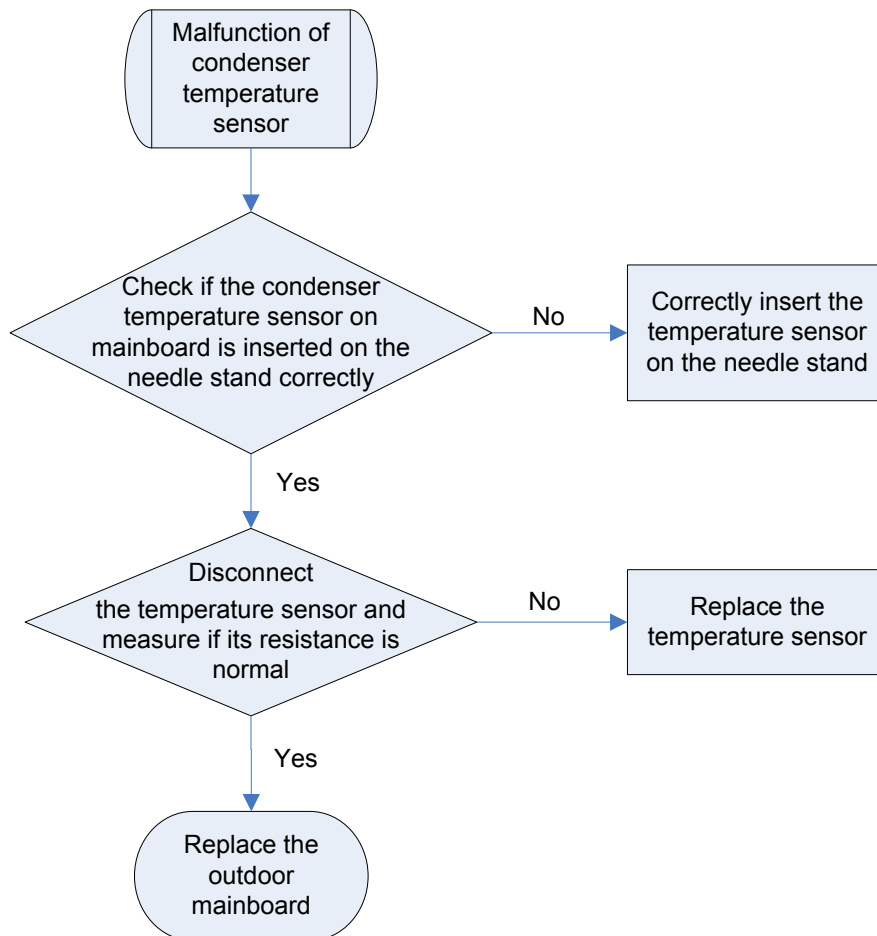 Malfunction of
condenser
temperature
sensor
Check if the condenser
temperature sensor on
mainboard is inserted on the
needle stand correctly
No
Correctly insert the
temperature sensor
on the needle stand
Yes
Disconnect
the temperature sensor and
measure if its resistance is
normal
No
Replace the
temperature sensor
Yes
Replace the
outdoor
mainboard